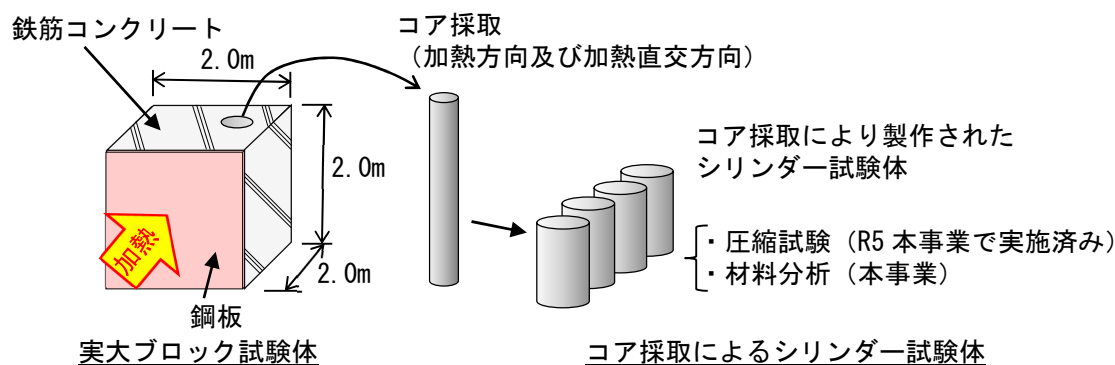 鉄筋コンクリート
2.0m
2.0m
2.0m
加熱
鋼板
実大ブロック試験体
コア採取
（加熱方向及び加熱直交方向）
コア採取により製作された
シリンダー試験体
・圧縮試験（R5 本事業で実施済み）
・材料分析（本事業）
コア採取によるシリンダー試験体